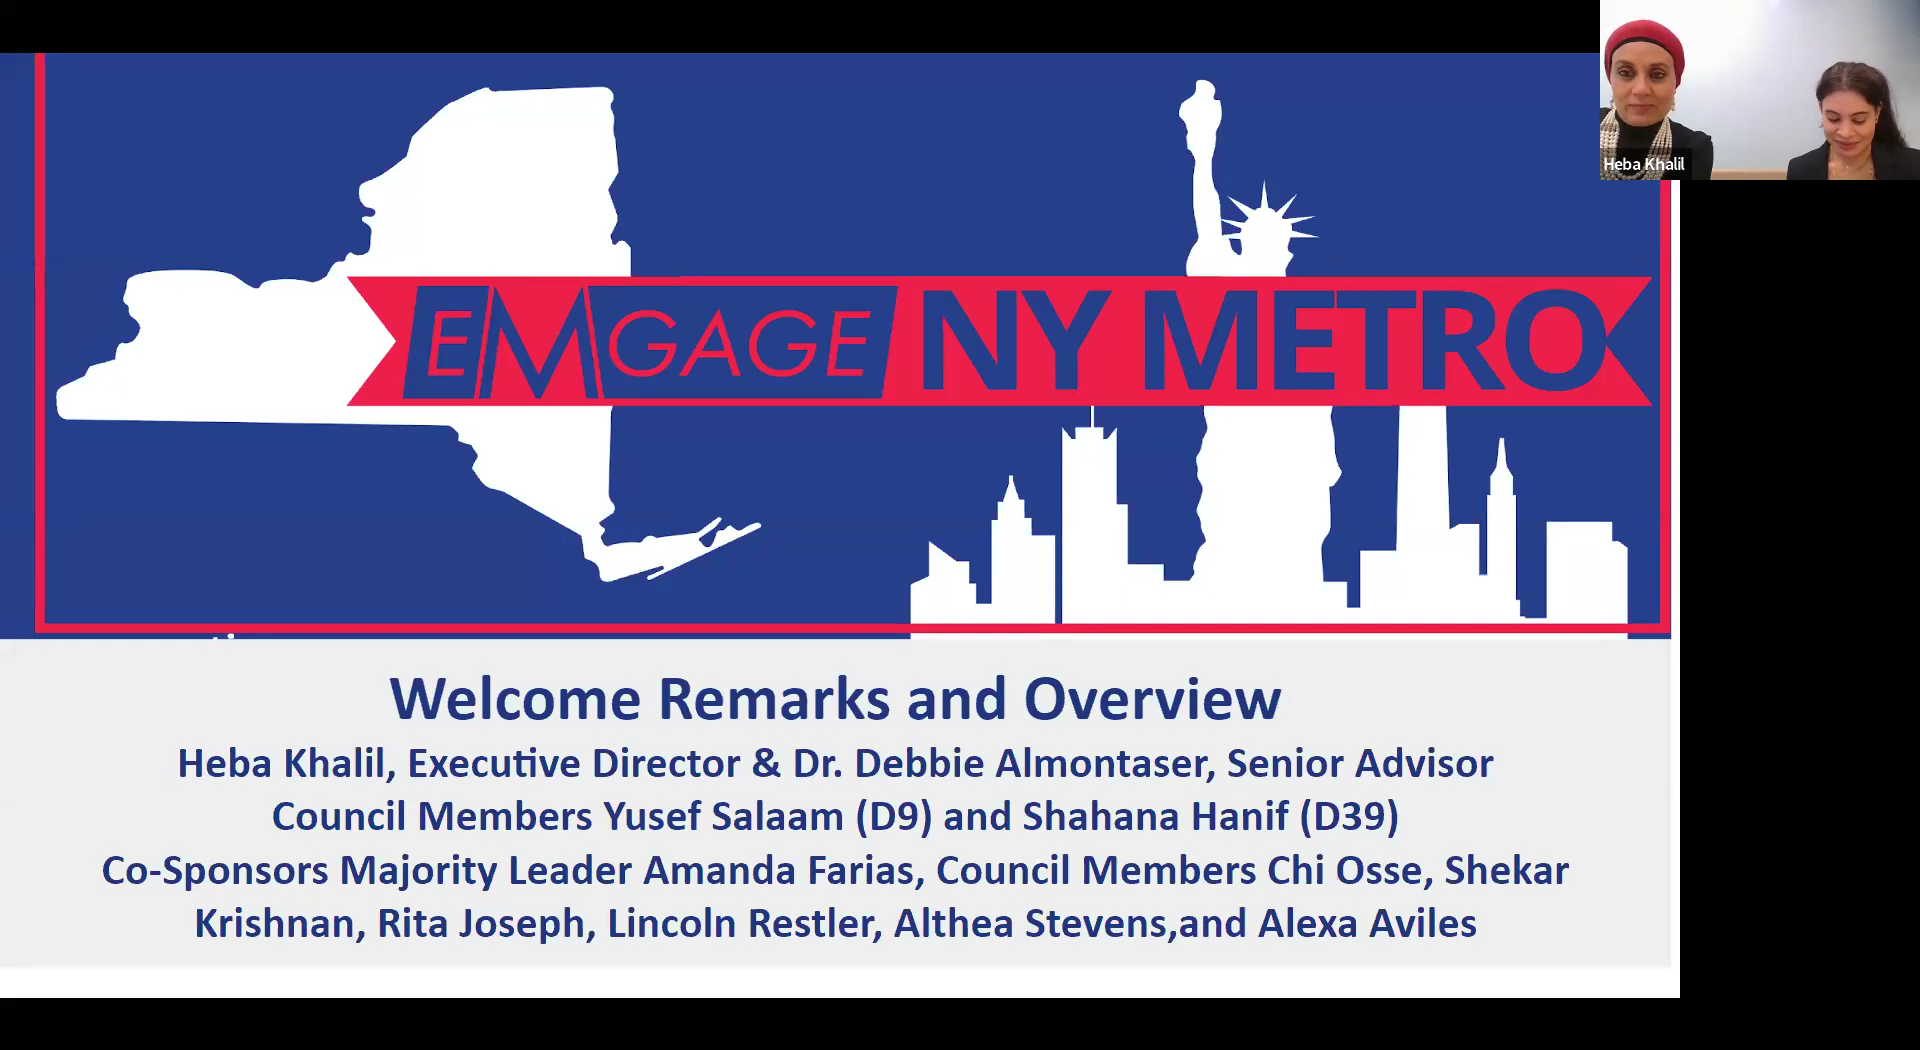 EMGAGE NY METRO
Heba Khalil
Welcome Remarks and Overview
Heba Khalil, Executive Director & Dr. Debbie Almontaser, Senior Advisor
Council Members Yusef Salaam (D9) and Shahana Hanif (D39)
Co-Sponsors Majority Leader Amanda Farias, Council Members Chi Osse, Shekar
Krishnan, Rita Joseph, Lincoln Restler, Althea Stevens,and Alexa Aviles